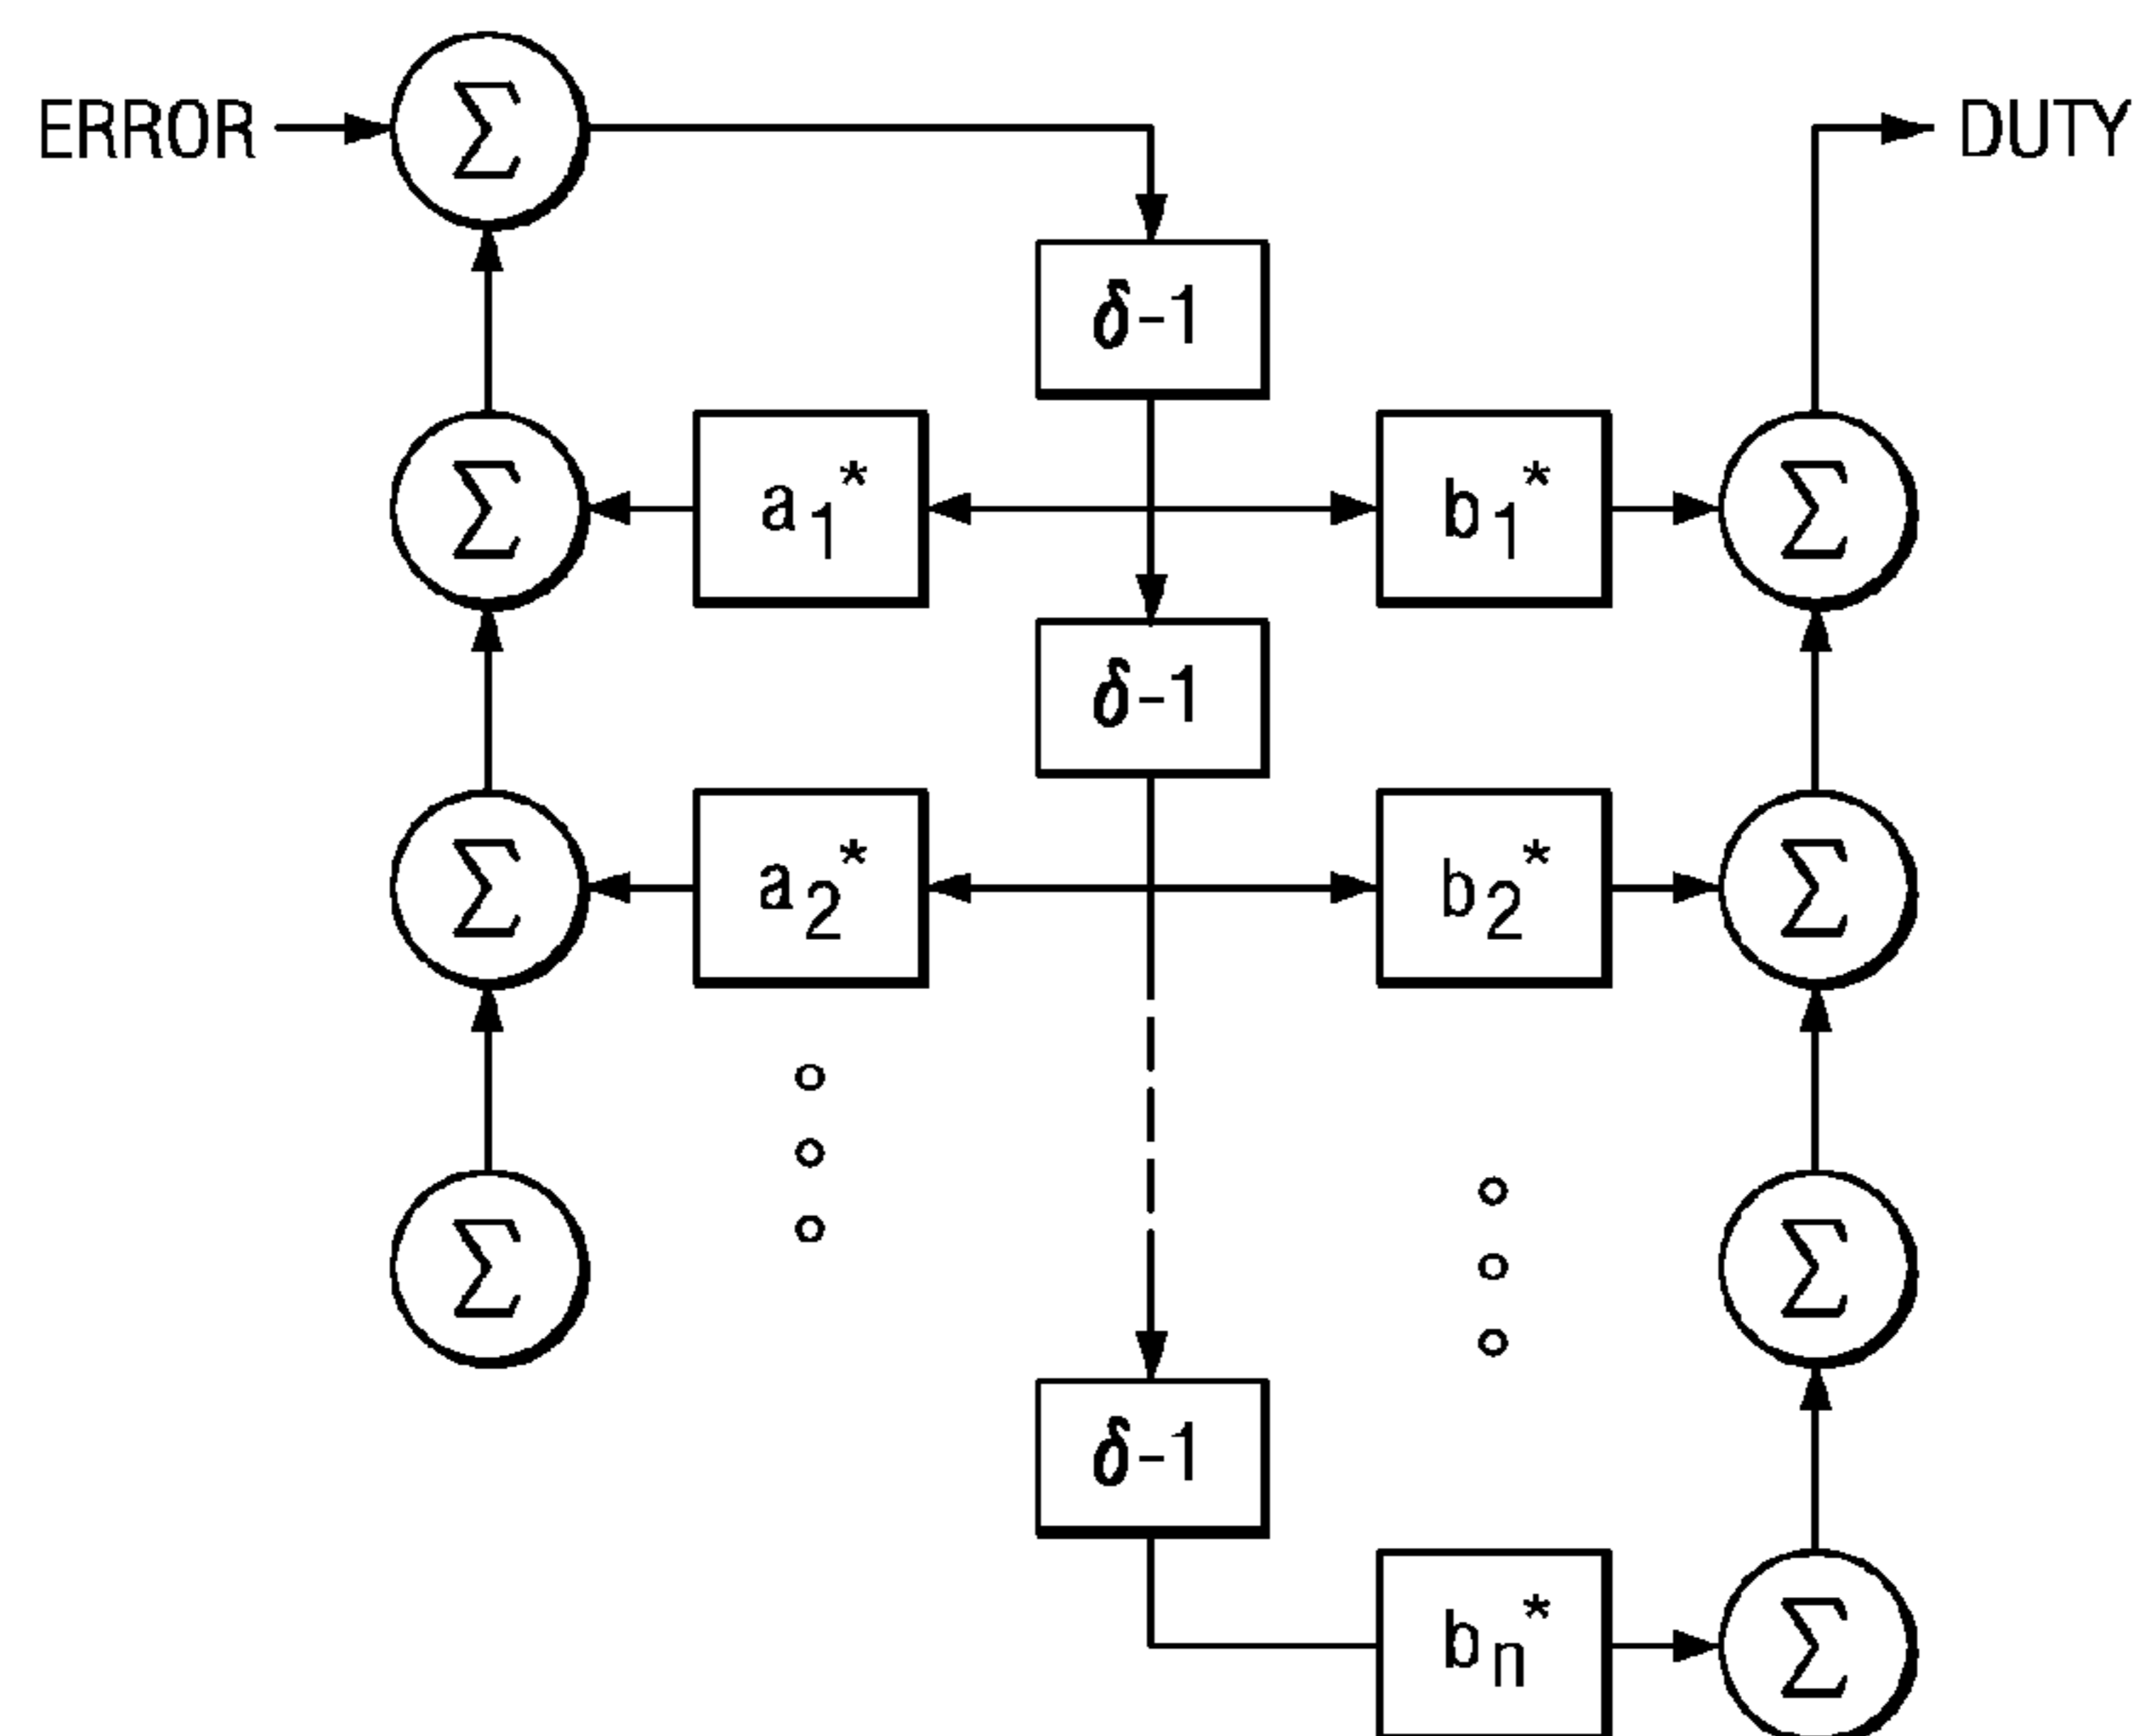 ERROR Σ DUTY
δ-1
Σ a1* b1* Σ
δ-1
Σ a2* b2* Σ
Σ Σ
δ-1
bn* Σ